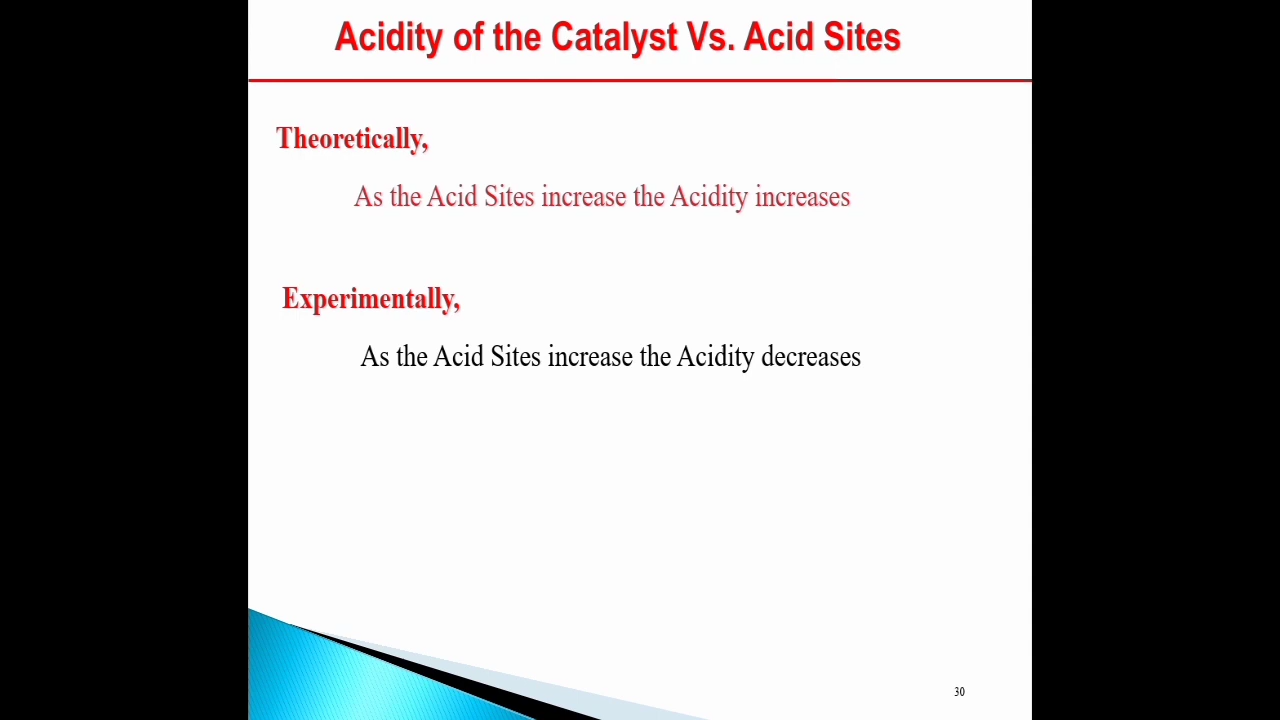 Acidity of the Catalyst Vs. Acid Sites
Theoretically,
As the Acid Sites increase the Acidity increases
Experimentally,
As the Acid Sites increase the Acidity decreases
30